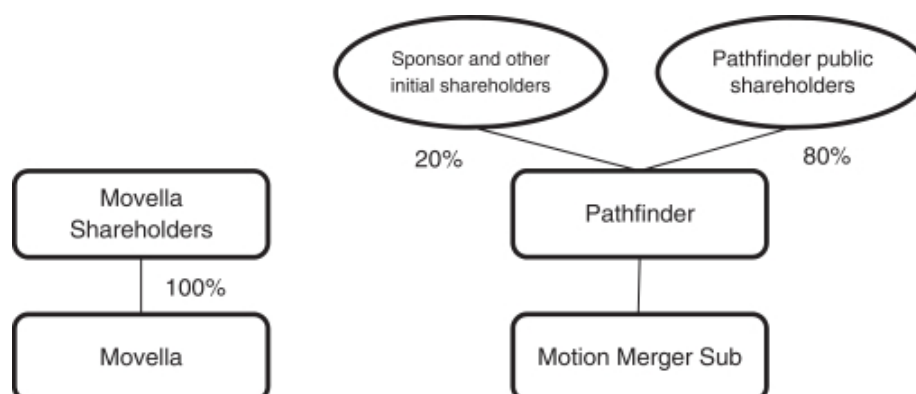 Sponsor and other
initial shareholders
Pathfinder public
shareholders
20%
80%
Movella
Shareholders
Pathfinder
100%
Movella
Motion Merger Sub